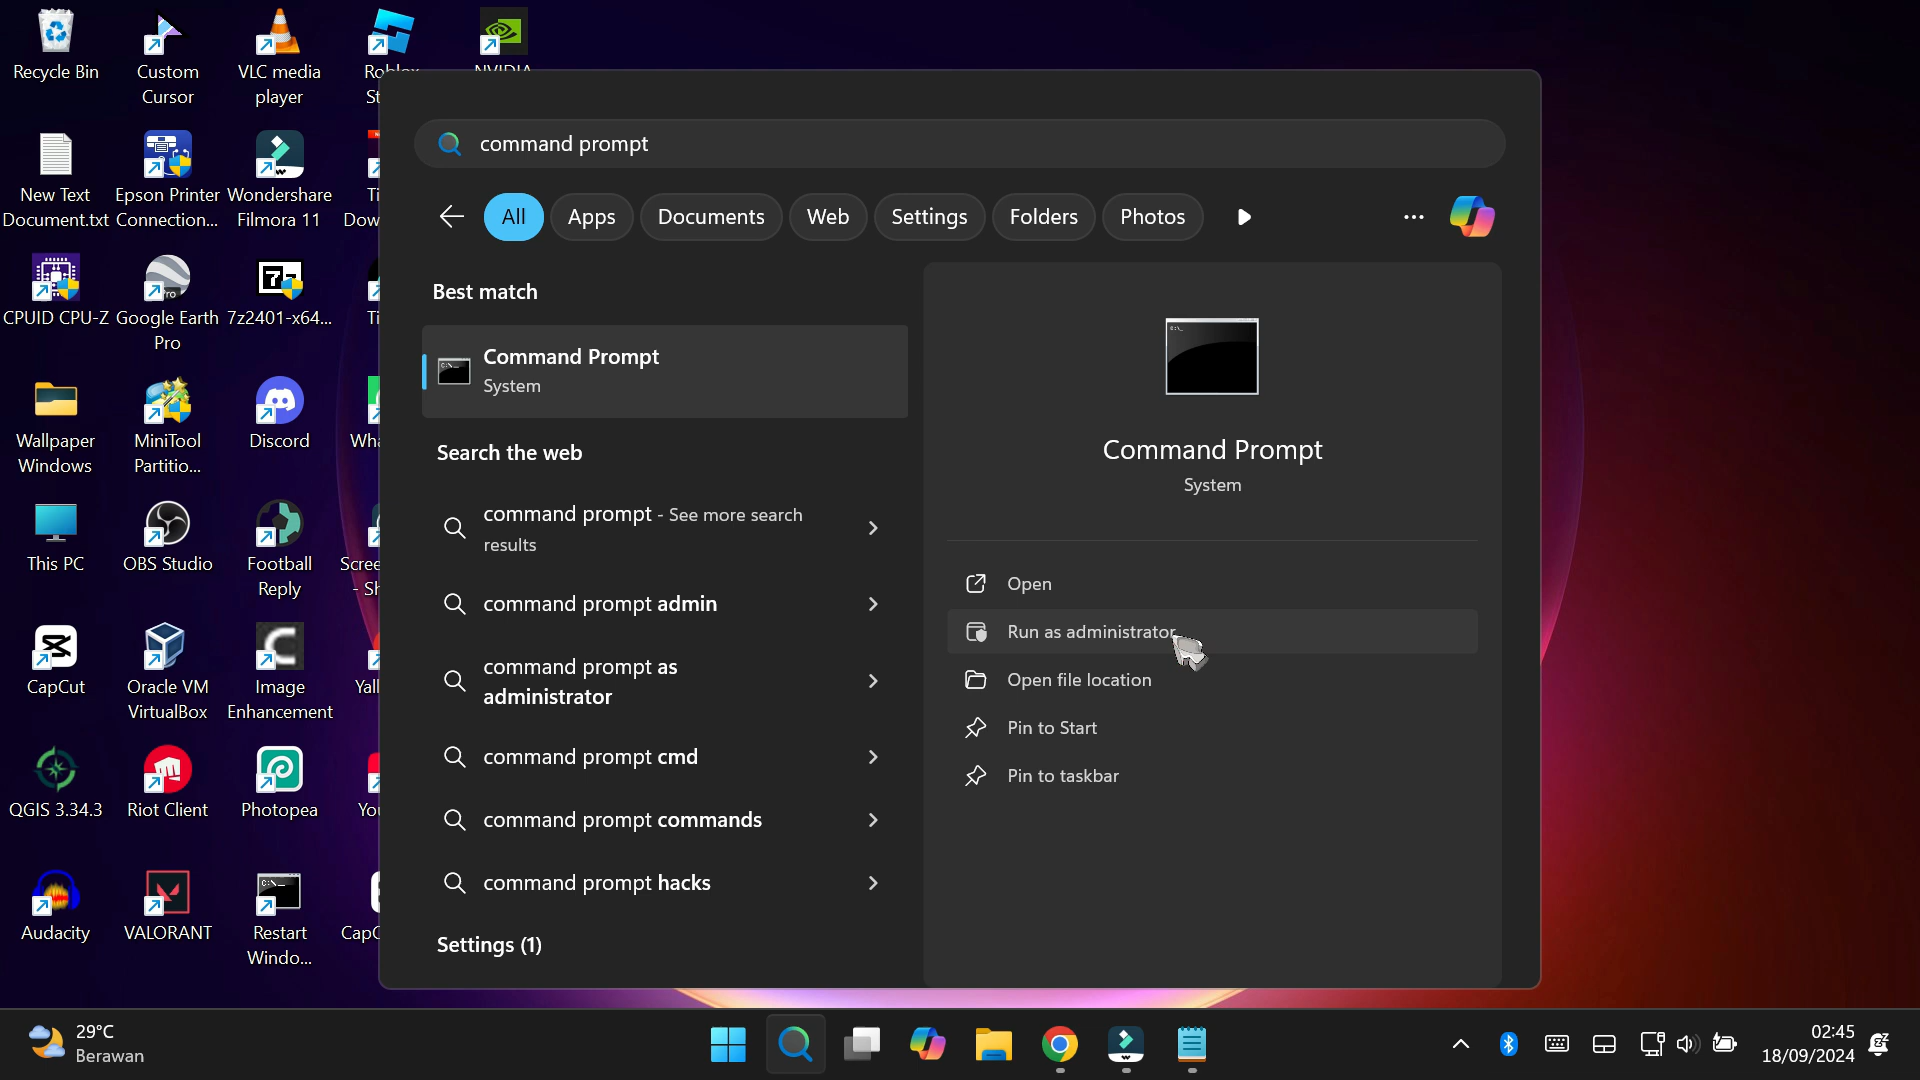 Recycle Bin
Custom
Cursor
VLC media
player
Roblox
NVIDIA
New Text
Document.txt
Epson Printer
Connection...
Wondershare
Filmora 11
CPUID CPU-Z
Google Earth
Pro
7z2401-x64...
Wallpaper
Windows
MiniTool
Partitio...
Discord
This PC
OBS Studio
Football
Reply
CapCut
Oracle VM
VirtualBox
Image
Enhancement
QGIS 3.34.3
Riot Client
Photopea
Audacity
VALORANT
Restart
Windo...
command prompt
All
Apps
Documents
Web
Settings
Folders
Photos
Best match
Command Prompt
System
Search the web
command prompt - See more search
results
command prompt admin
command prompt as
administrator
command prompt cmd
command prompt commands
command prompt hacks
Settings (1)
Command Prompt
System
Open
Run as administrator
Open file location
Pin to Start
Pin to taskbar
29°C
Berawan
02:45
18/09/2024